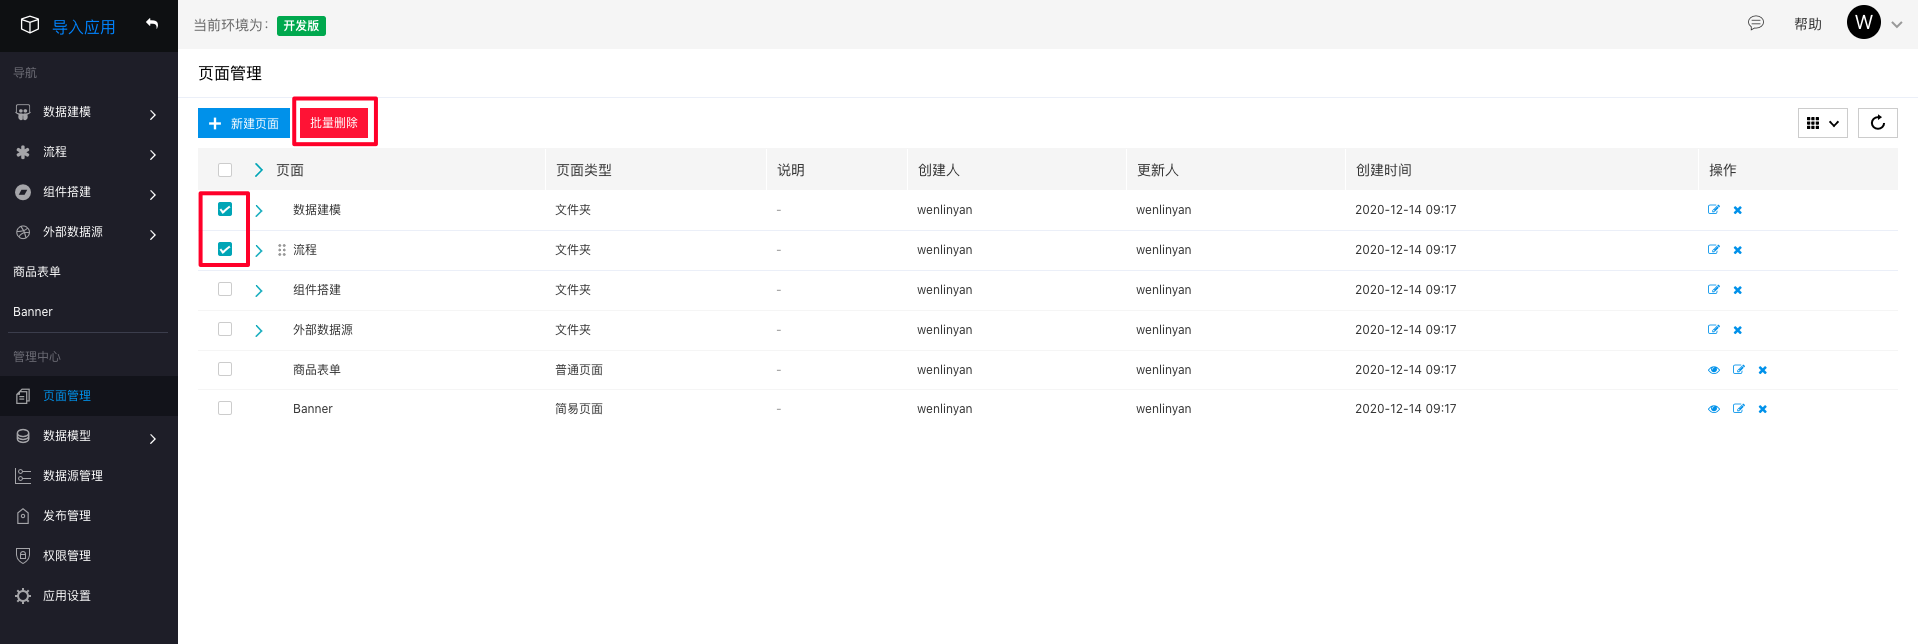 导入应用
当前环境为： 开发版
帮助 W
导航
数据建模
流程
组件搭建
外部数据源
商品表单
Banner
管理中心
页面管理
数据模型
数据源管理
发布管理
权限管理
应用设置
页面管理
新建页面 批量删除
页面 页面类型 说明 创建人 更新人 创建时间 操作
数据建模 文件夹 - wenlinyan wenlinyan 2020-12-14 09:17
流程 文件夹 - wenlinyan wenlinyan 2020-12-14 09:17
组件搭建 文件夹 - wenlinyan wenlinyan 2020-12-14 09:17
外部数据源 文件夹 - wenlinyan wenlinyan 2020-12-14 09:17
商品表单 普通页面 - wenlinyan wenlinyan 2020-12-14 09:17
Banner 简易页面 - wenlinyan wenlinyan 2020-12-14 09:17